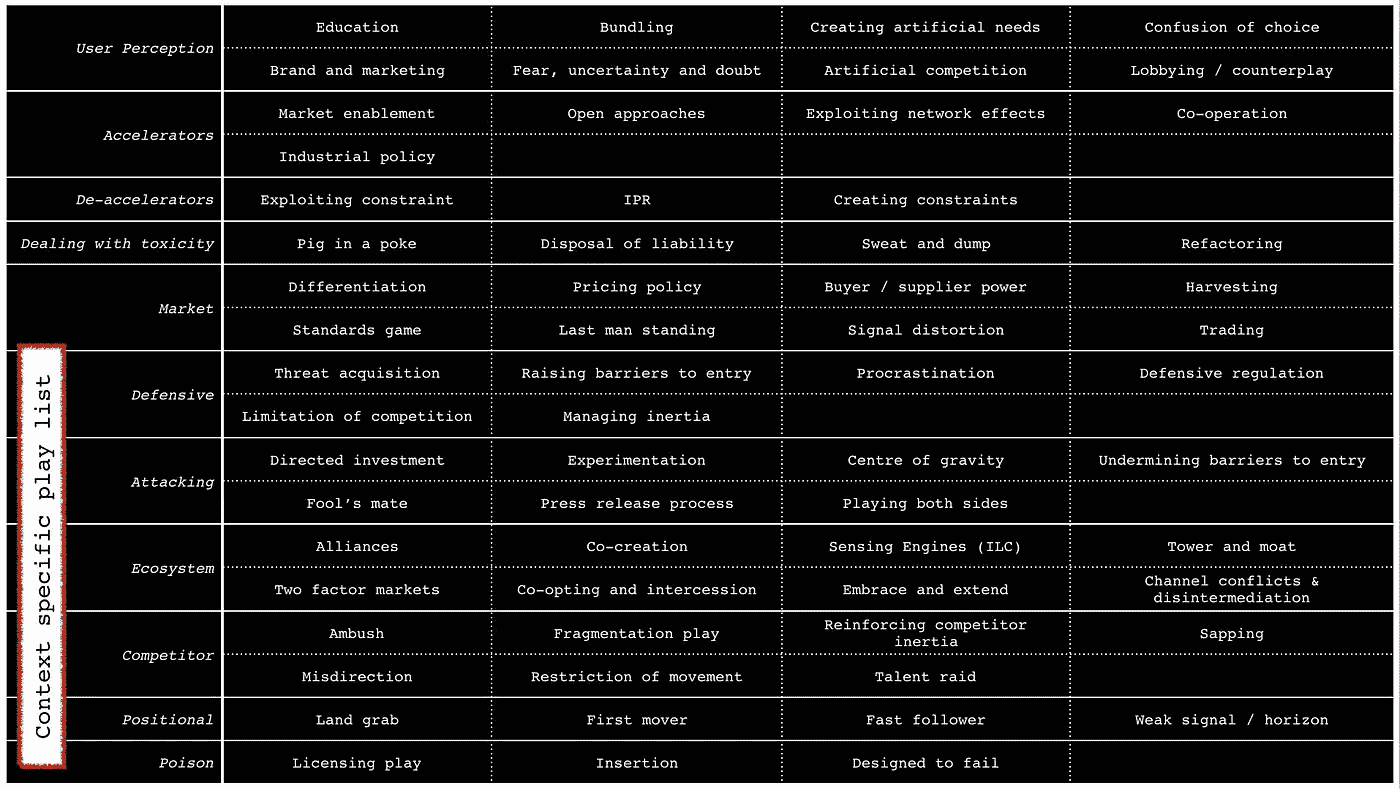 User Perception
Education
Bundling
Creating artificial needs
Confusion of choice
Brand and marketing
Fear, uncertainty and doubt
Artificial competition
Lobbying / counterplay
Accelerators
Market enablement
Open approaches
Exploiting network effects
Co-operation
Industrial policy
De-accelerators
Exploiting constraint
IPR
Creating constraints
Dealing with toxicity
Pig in a poke
Disposal of liability
Sweat and dump
Refactoring
Market
Differentiation
Pricing policy
Buyer / supplier power
Harvesting
Standards game
Last man standing
Signal distortion
Trading
Defensive
Threat acquisition
Raising barriers to entry
Procrastination
Defensive regulation
Limitation of competition
Managing inertia
Attacking
Directed investment
Experimentation
Centre of gravity
Undermining barriers to entry
Fool's mate
Press release process
Playing both sides
Ecosystem
Alliances
Co-creation
Sensing Engines (ILC)
Tower and moat
Two factor markets
Co-opting and intercession
Embrace and extend
Channel conflicts &
disintermediation
Competitor
Ambush
Fragmentation play
Reinforcing competitor
inertia
Sapping
Misdirection
Restriction of movement
Talent raid
Positional
Land grab
First mover
Fast follower
Weak signal / horizon
Poison
Licensing play
Insertion
Designed to fail
Context specific play list